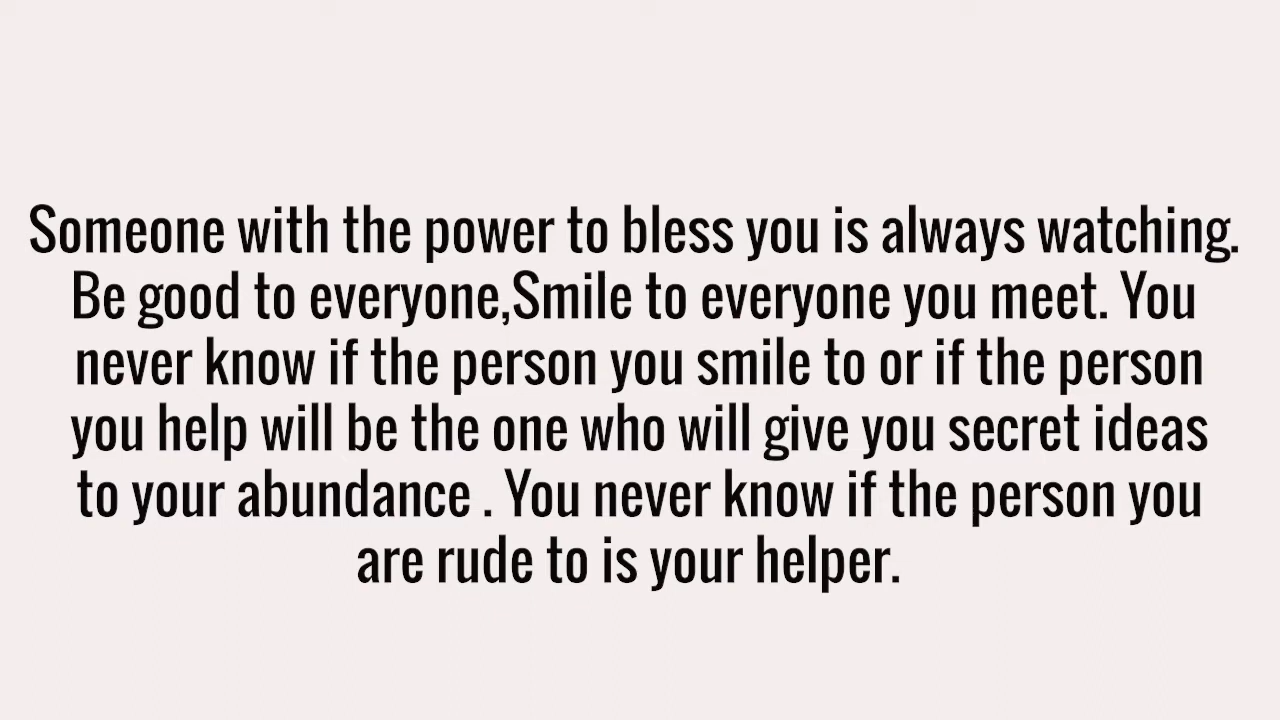 Someone with the power to bless you is always watching.
Be good to everyone,Smile to everyone you meet. You
never know if the person you smile to or if the person
you help will be the one who will give you secret ideas
to your abundance . You never know if the person you
are rude to is your helper.